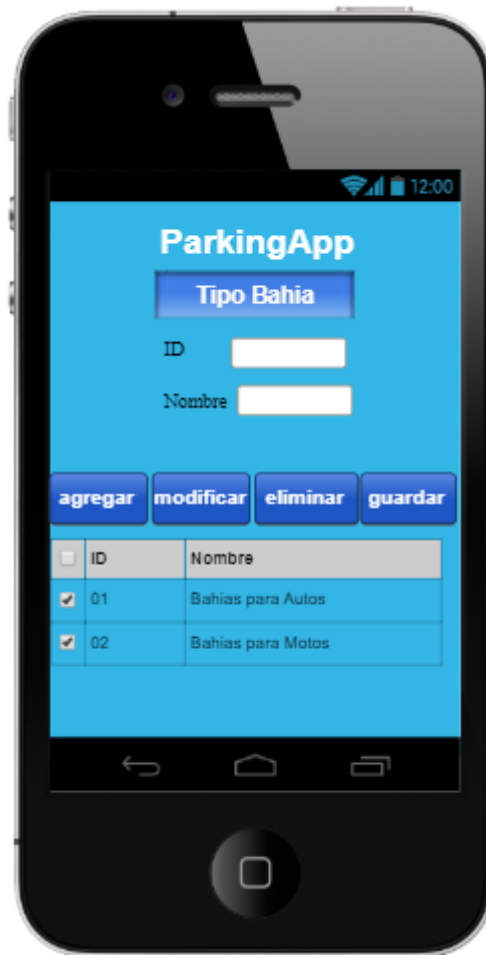 12:00
ParkingApp
Tipo Bahia
ID
Nombre
agregar modificar eliminar guardar
ID Nombre
01 Bahias para Autos
02 Bahias para Motos